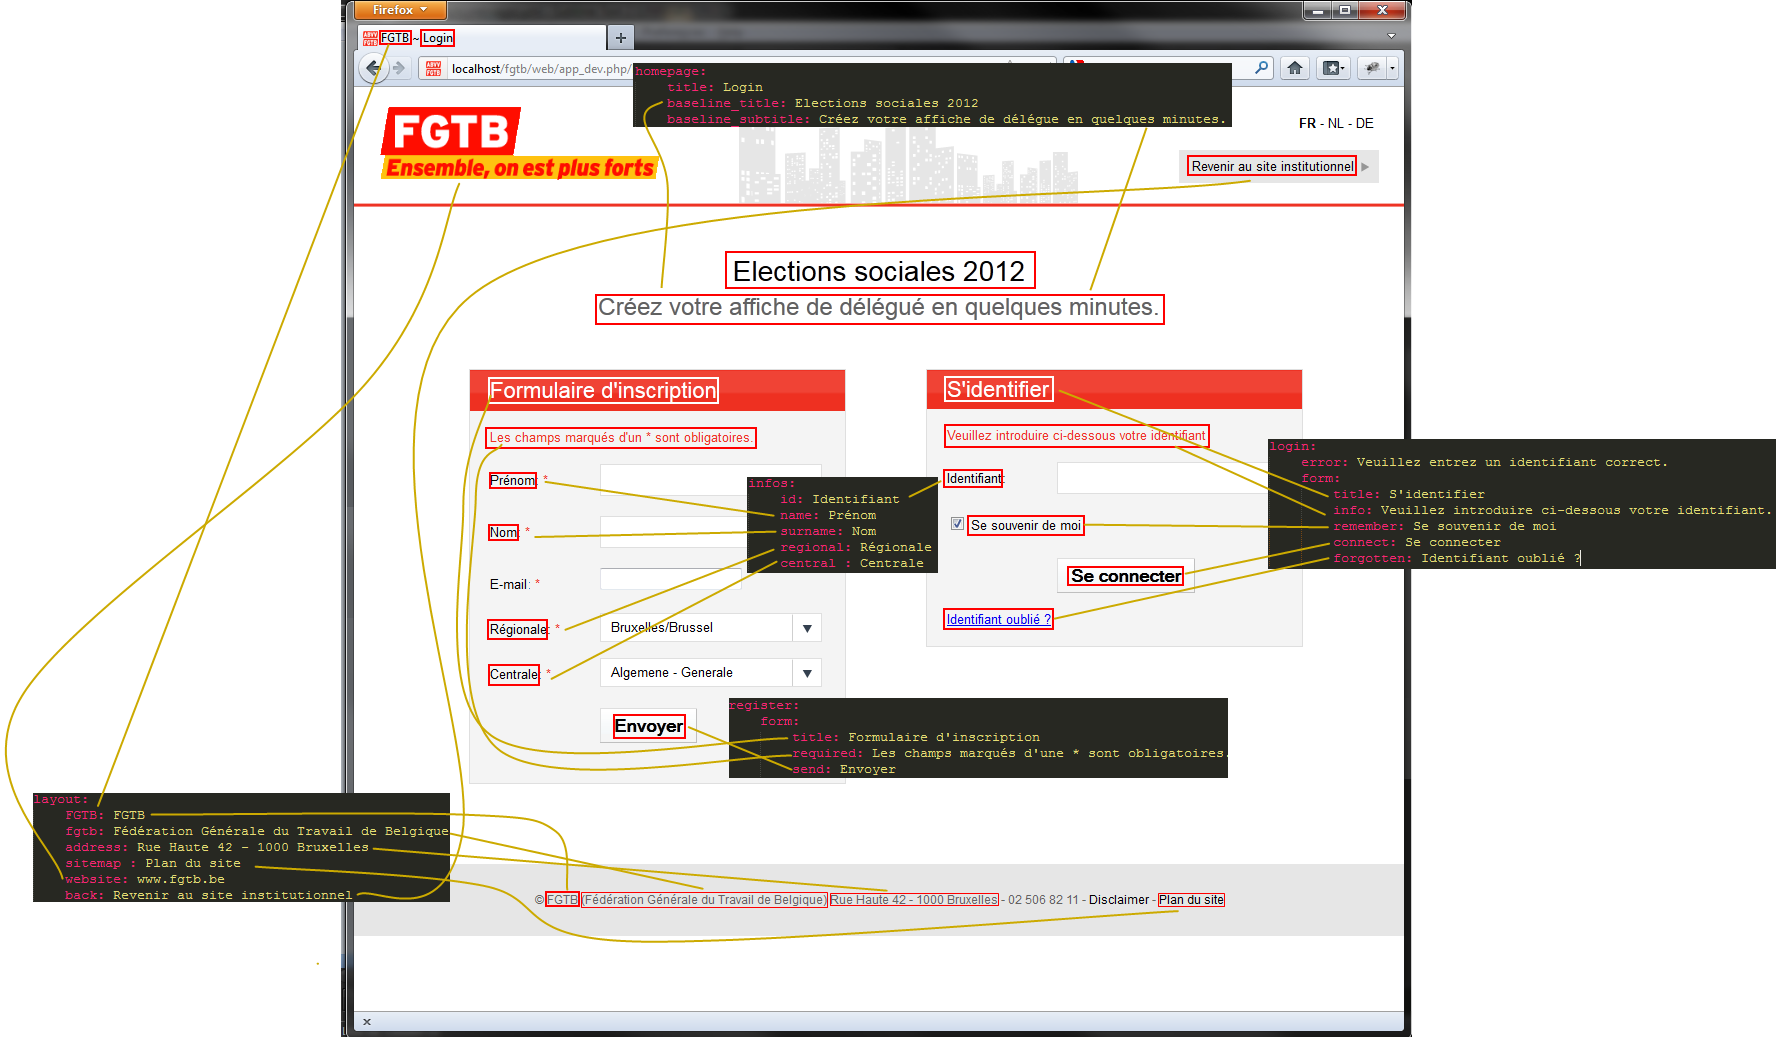 Firefox
FGTB ~ Login
localhost/fgtb/web/app_dev.php/
homepage:
title: Login
baseline_title: Elections sociales 2012
baseline_subtitle: Créez votre affiche de délégue en quelques minutes.
FGTB
Ensemble, on est plus forts
FR - NL - DE
Revenir au site institutionnel
Elections sociales 2012
Créez votre affiche de délégué en quelques minutes.
Formulaire d'inscription
Les champs marqués d'un * sont obligatoires.
Prénom: *
Nom: *
E-mail: *
Régionale: *
Bruxelles/Brussel
Centrale: *
Algemene - Generale
Envoyer
infos:
id: Identifiant
name: Prénom
surname: Nom
regional: Régionale
central : Centrale
S'identifier
Veuillez introduire ci-dessous votre identifiant
Identifiant
Se souvenir de moi
Se connecter
Identifiant oublié ?
login:
error: Veuillez entrez un identifiant correct.
form:
title: S'identifier
info: Veuillez introduire ci-dessous votre identifiant.
remember: Se souvenir de moi
connect: Se connecter
forgotten: Identifiant oublié ?
register:
form:
title: Formulaire d'inscription
required: Les champs marqués d'une * sont obligatoires.
send: Envoyer
layout:
FGTB: FGTB
fgtb: Fédération Générale du Travail de Belgique
address: Rue Haute 42 - 1000 Bruxelles
sitemap : Plan du site
website: www.fgtb.be
back: Revenir au site institutionnel
© FGTB (Fédération Générale du Travail de Belgique) Rue Haute 42 - 1000 Bruxelles - 02 506 82 11 - Disclaimer - Plan du site